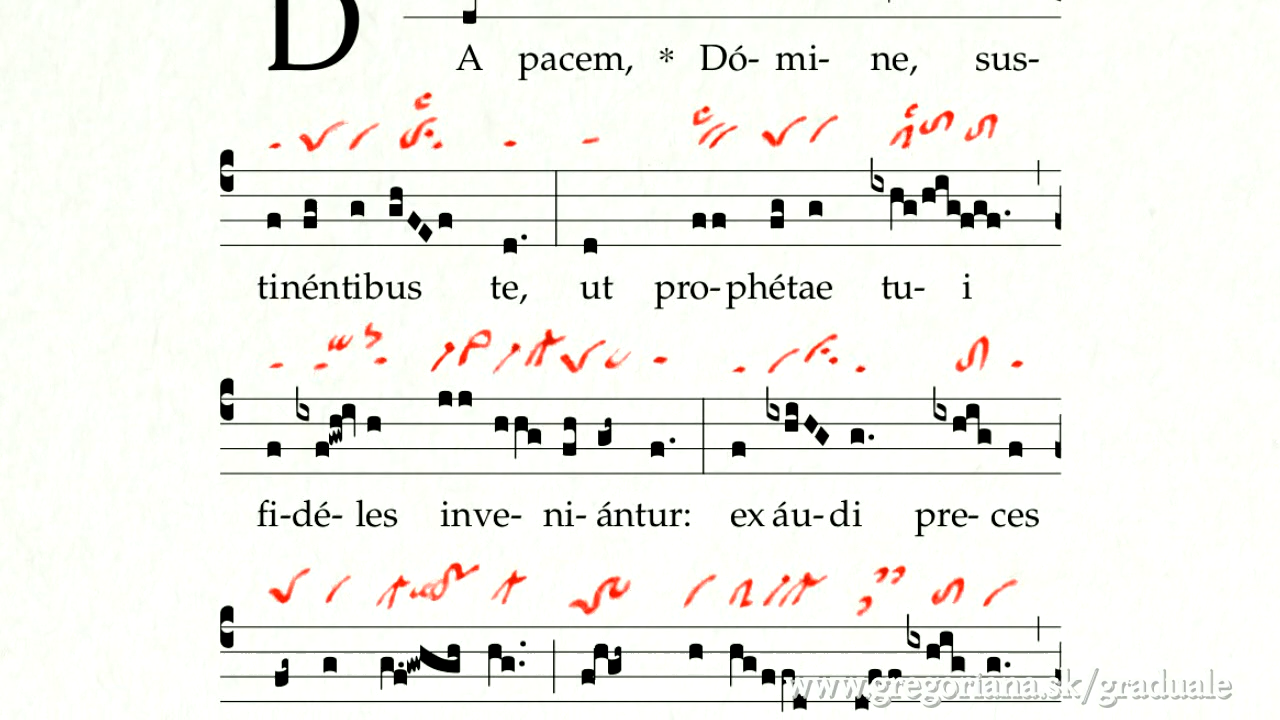 DA pacem, * Dó- mi- ne, sus-
tinéntibus te, ut pro-phétae tu- i
fi-dé- les inve- ni- ántur: ex áu-di pre- ces
www.gregoriana.sk/graduale